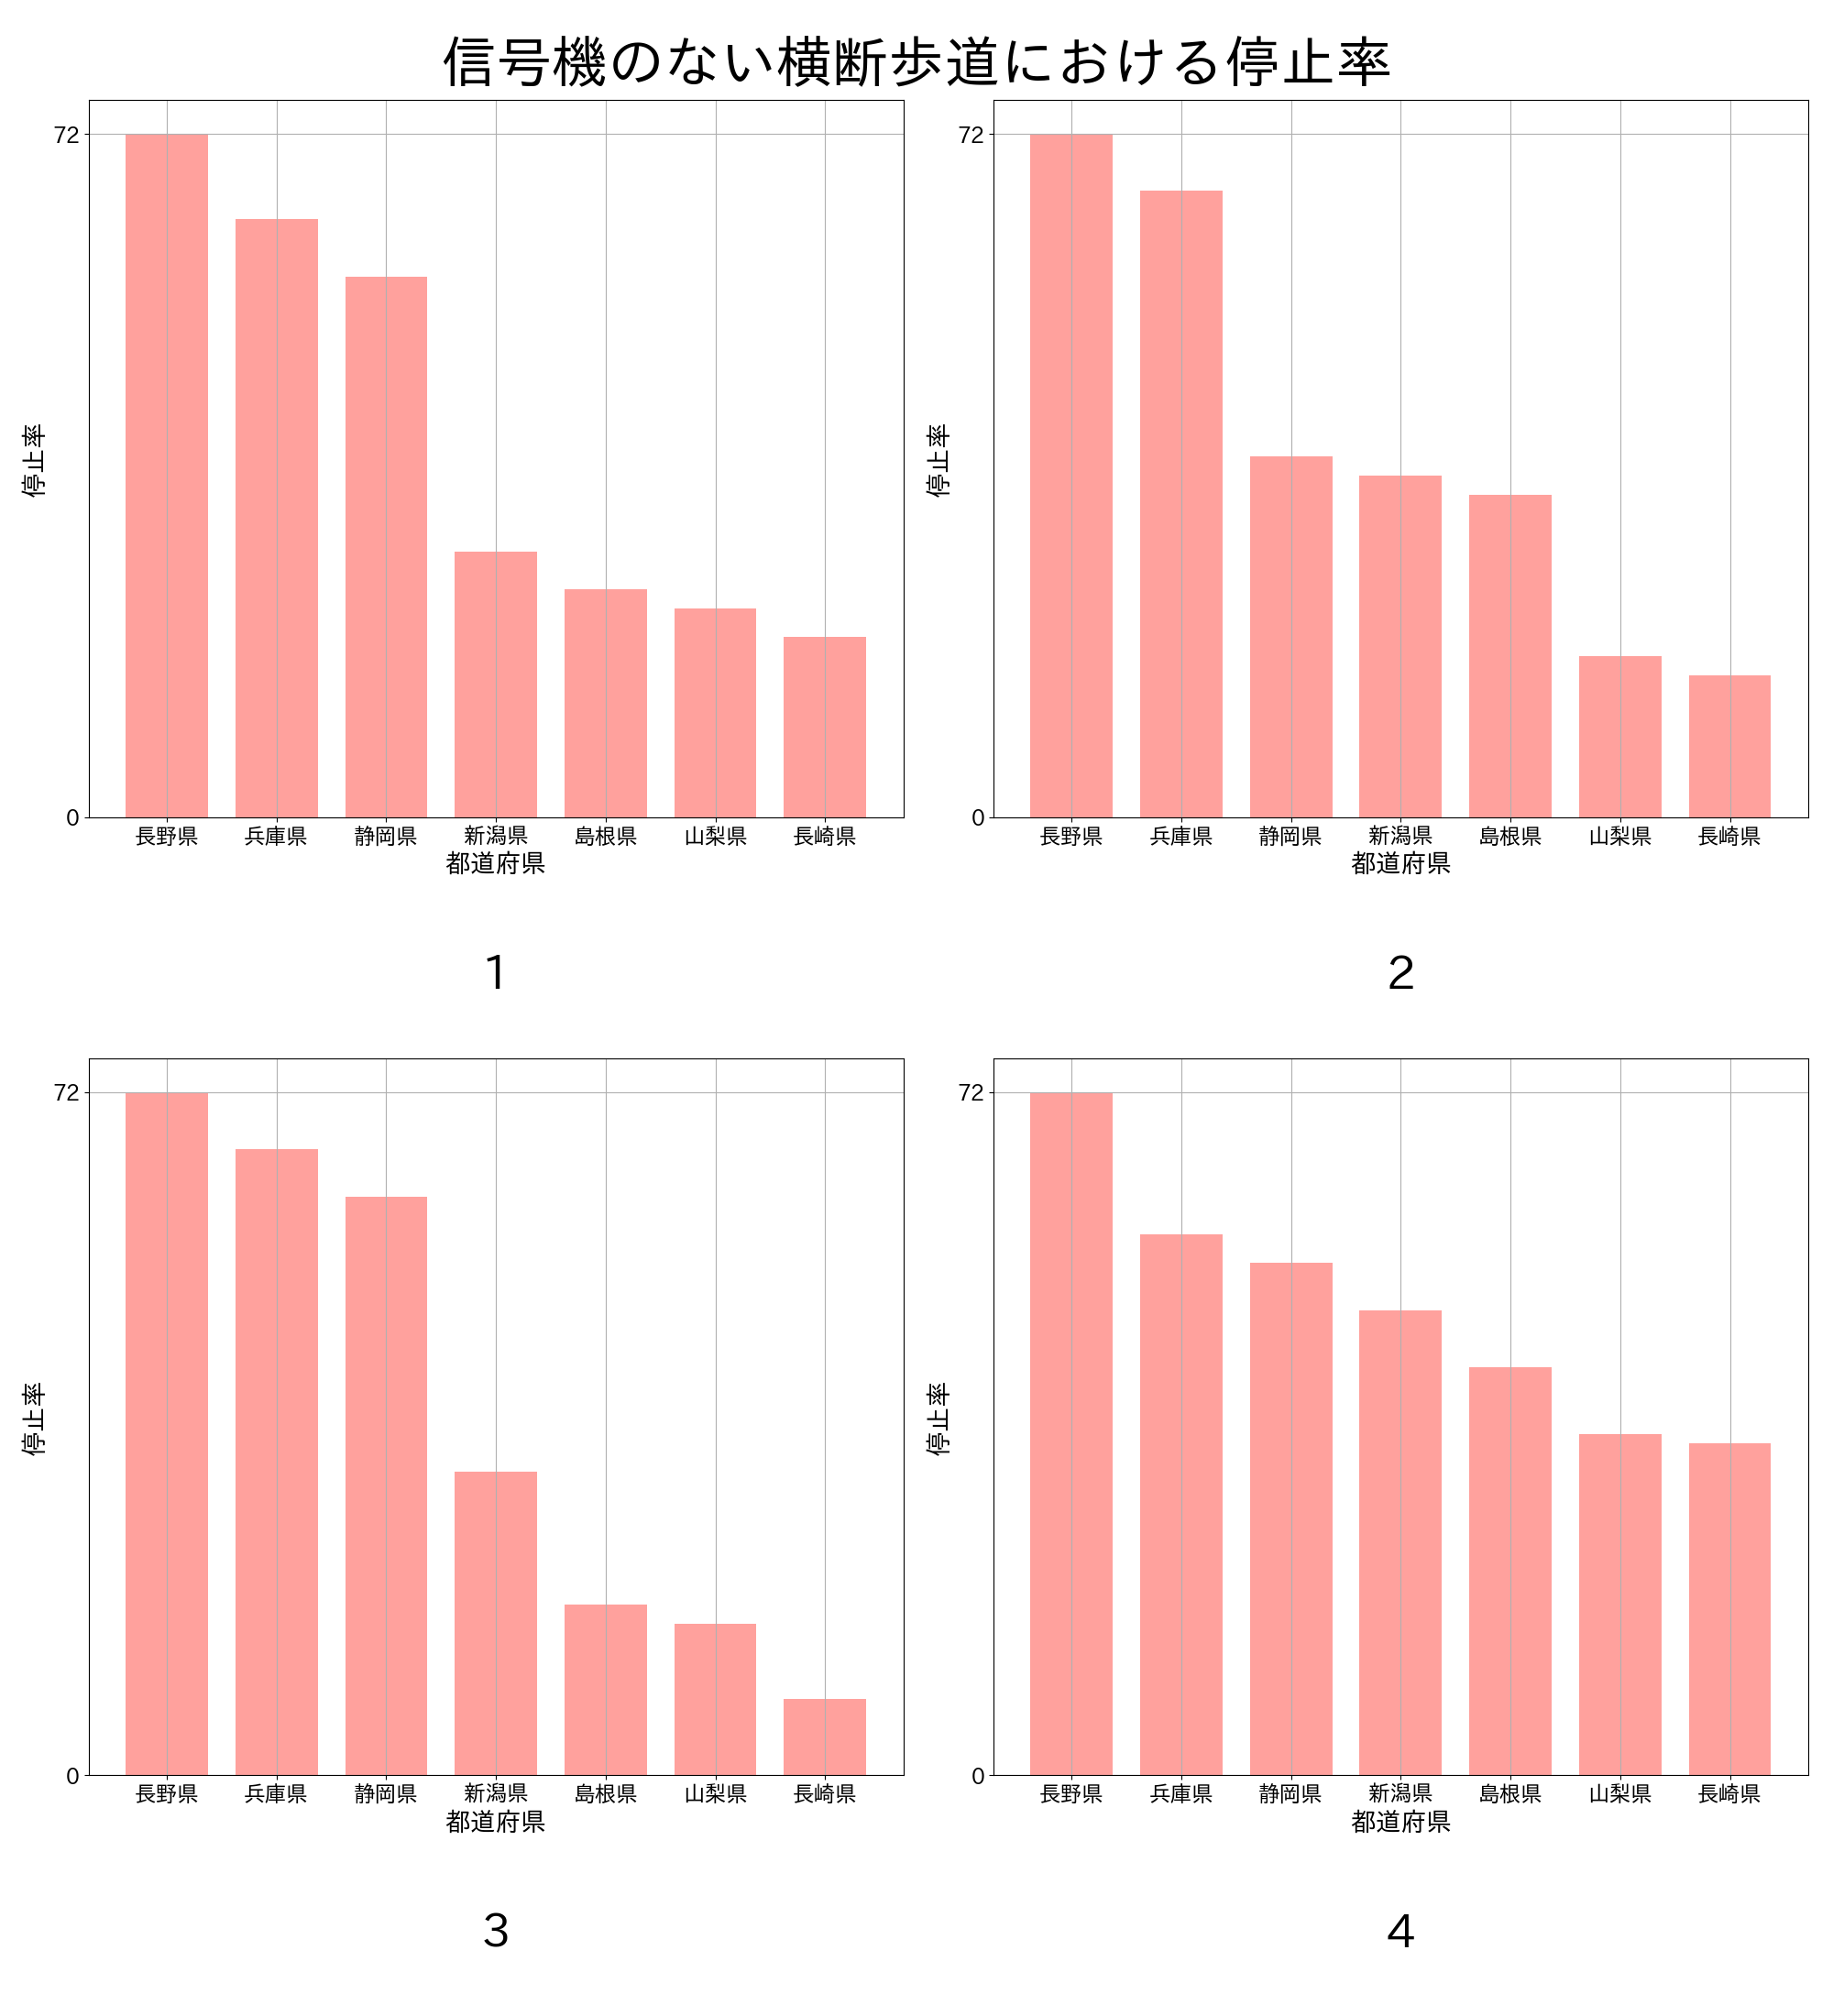 信号機のない横断歩道における停止率
72
0
停止率
長野県 兵庫県 静岡県 新潟県 島根県 山梨県 長崎県
都道府県
1
72
0
停止率
長野県 兵庫県 静岡県 新潟県 島根県 山梨県 長崎県
都道府県
2
72
0
停止率
長野県 兵庫県 静岡県 新潟県 島根県 山梨県 長崎県
都道府県
3
72
0
停止率
長野県 兵庫県 静岡県 新潟県 島根県 山梨県 長崎県
都道府県
4